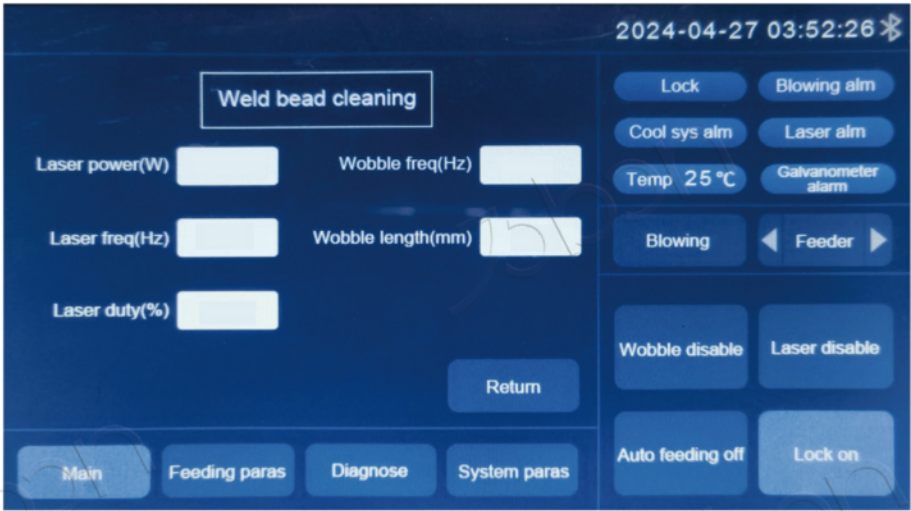 2024-04-27 03:52:26
Weld bead cleaning
Laser power(W)
Wobble freq(Hz)
Laser freq(Hz)
Wobble length(mm)
Laser duty(%)
Return
Main
Feeding paras
Diagnose
System paras
Lock
Blowing alm
Cool sys alm
Laser alm
Temp 25℃
Galvanometer
alarm
Blowing
Feeder
Wobble disable
Laser disable
Auto feeding off
Lock on